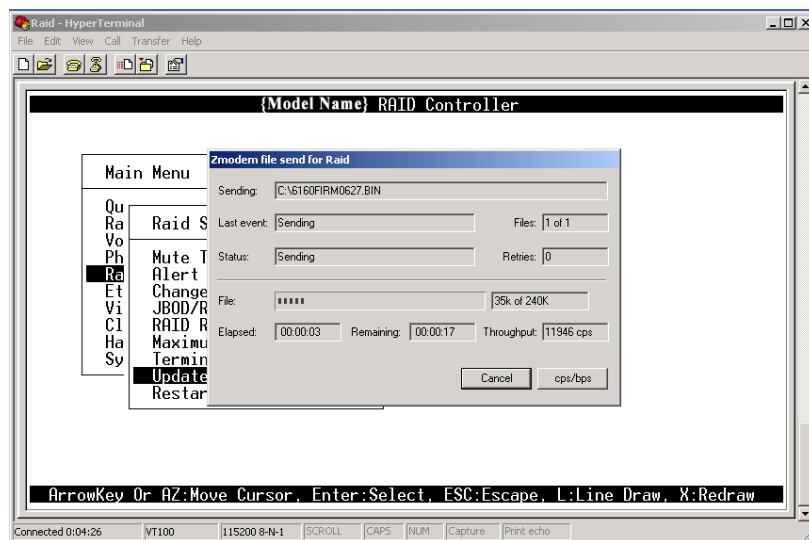 Raid - HyperTerminal
File Edit View Call Transfer Help
{Model Name} RAID Controller
Main Menu
Zmodem file send for Raid
Sending: C:\6160FIRM0627.BIN
Last event: Sending Files: 1 of 1
Status: Sending Retries: 0
File: 35k of 240K
Elapsed: 00:00:03 Remaining: 00:00:17 Throughput: 11946 cps
Cancel cps/bps
Qu
Ra
Vo
Ph
Ra
Et
Vi
Cl
Ha
Sy
Raid S
Mute T
Alert
Change
JBOD/R
RAID R
Maximu
Termin
Update
Restar
ArrowKey Or AZ:Move Cursor, Enter:Select, ESC:Escape, L:Line Draw, X:Redraw
Connected 0:04:26 VT100 115200 8-N-1 SCROLL CAPS NUM Capture Print echo